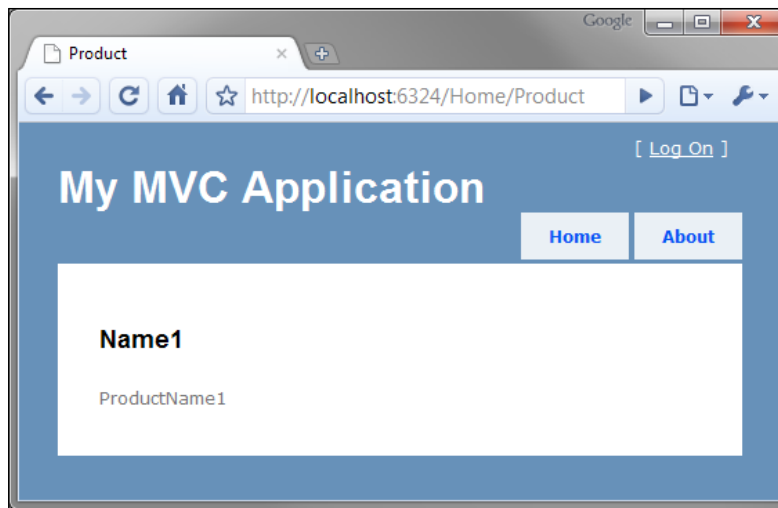 Google
Product
http://localhost:6324/Home/Product
[ Log On ]
My MVC Application
Home About
Name1
ProductName1